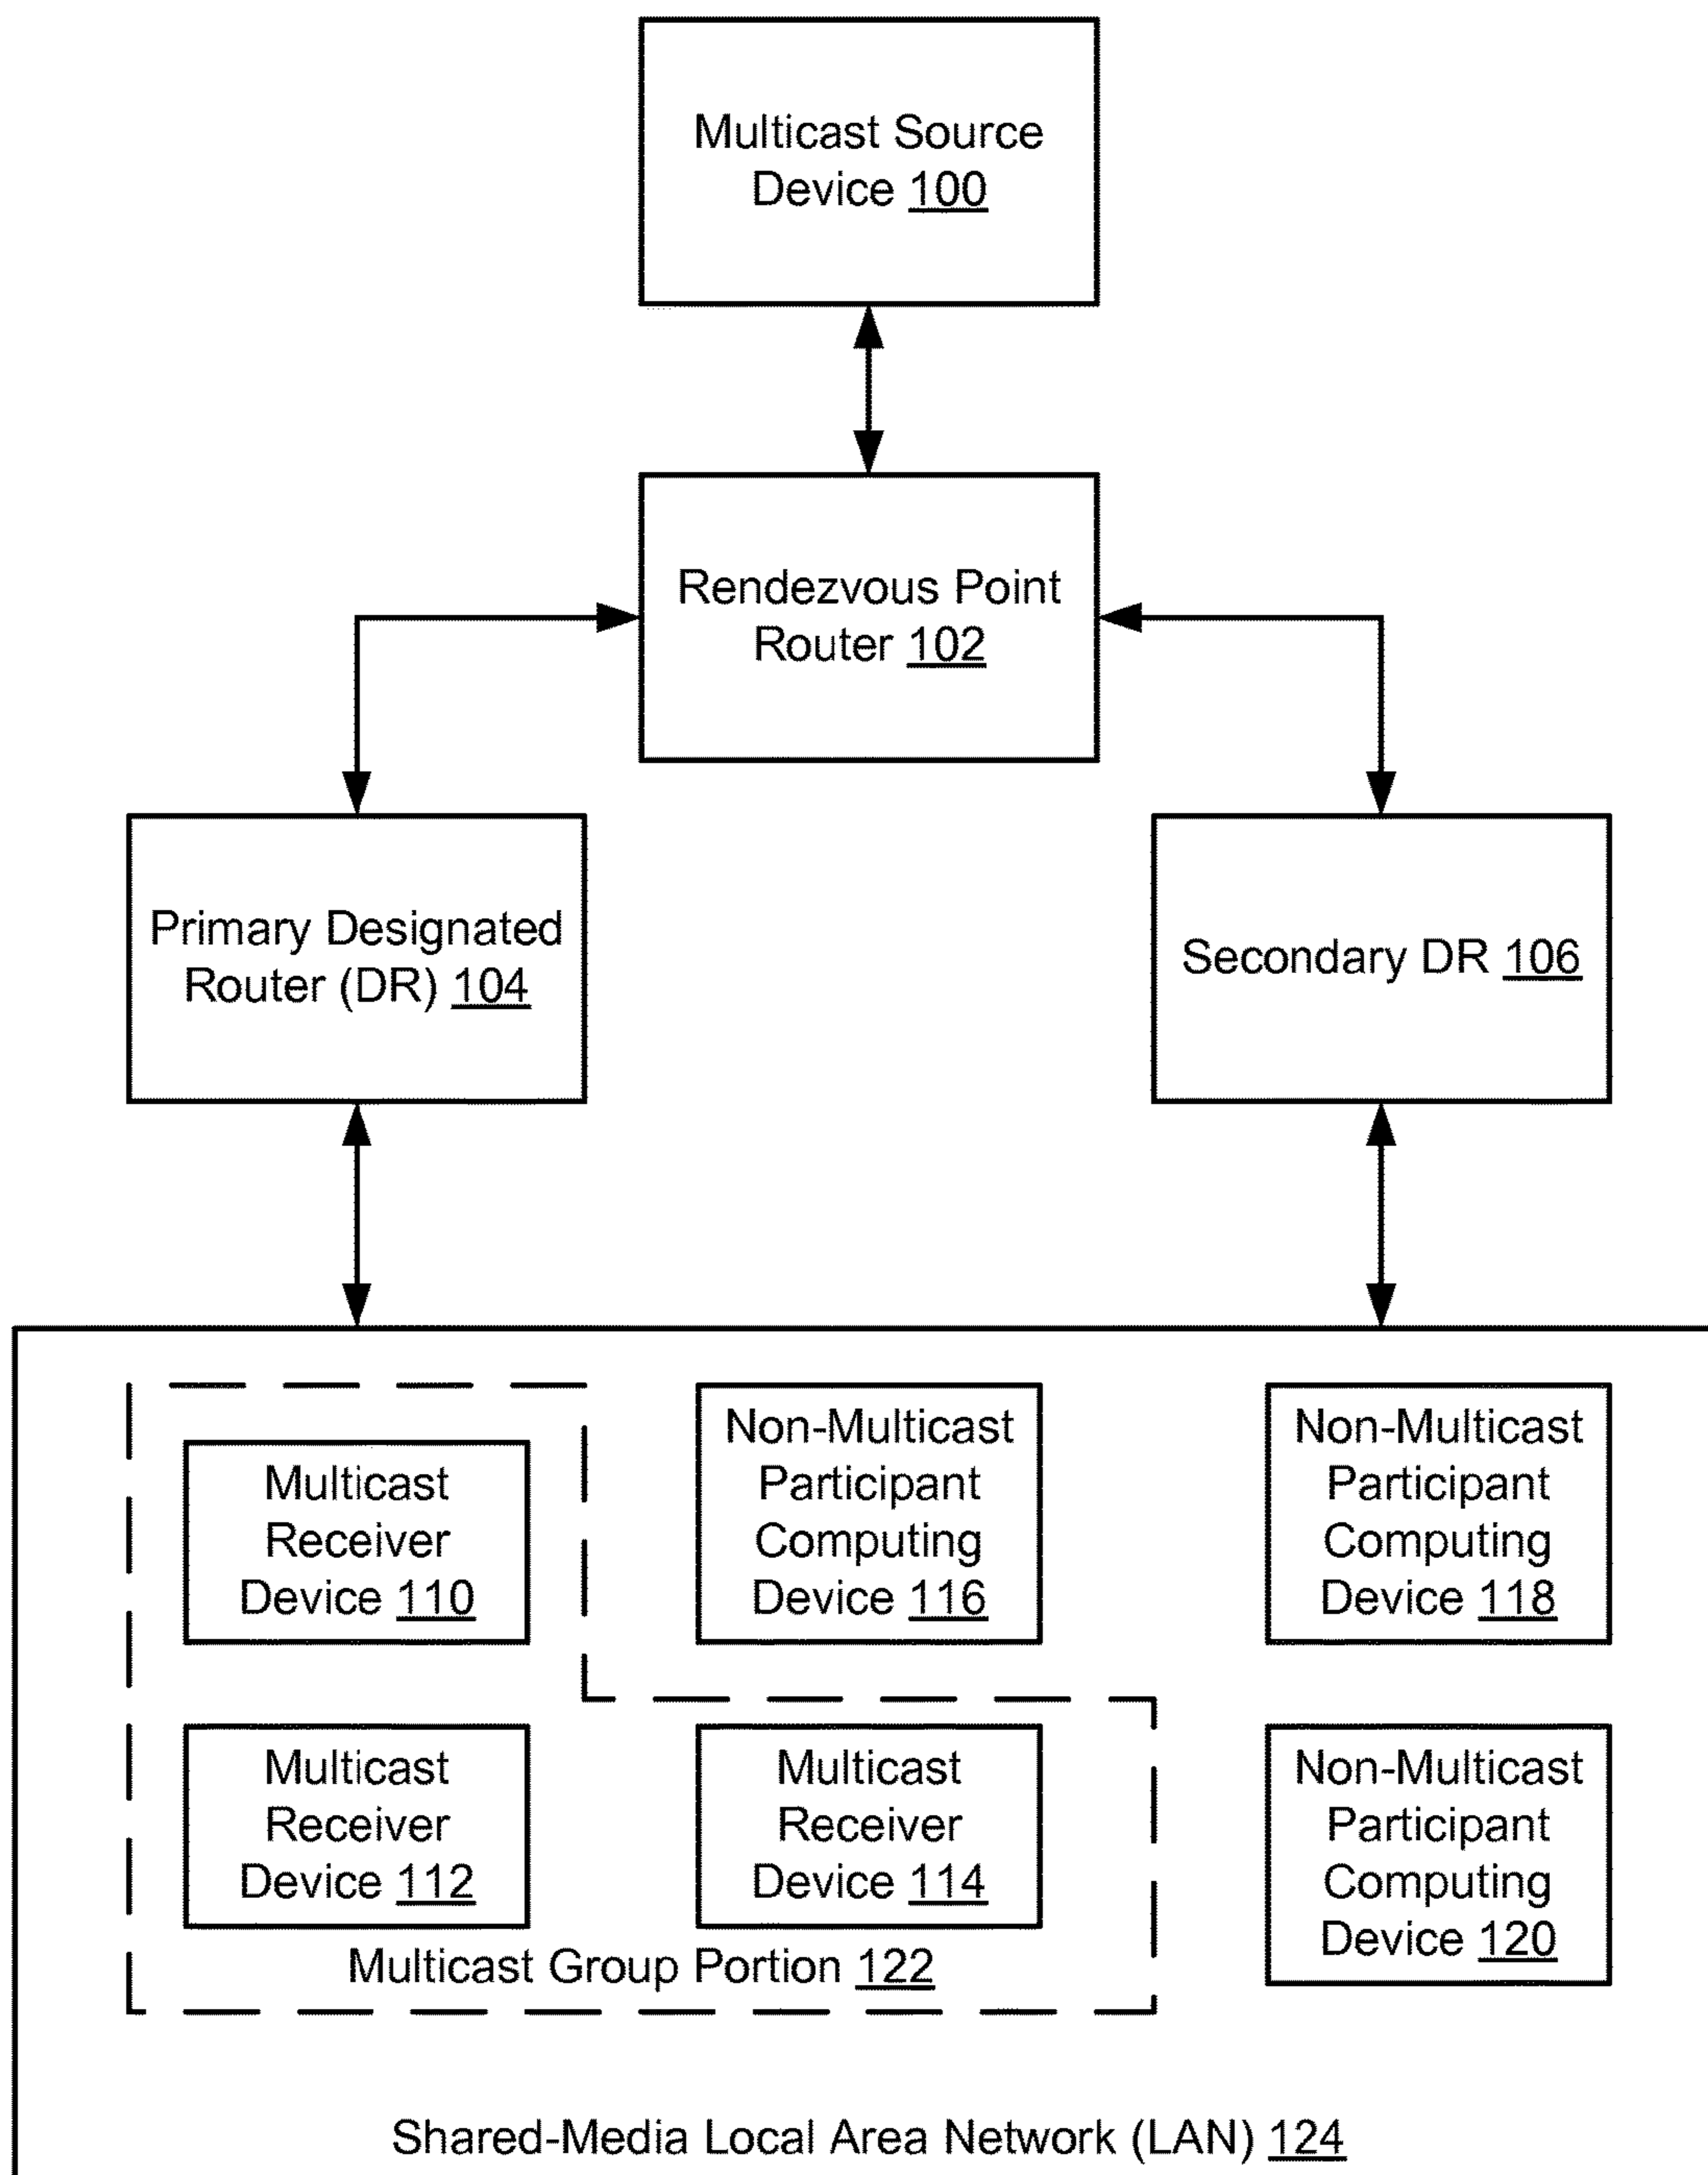 Multicast Source
Device 100
Rendezvous Point
Router 102
Primary Designated
Router (DR) 104
Secondary DR 106
Multicast
Receiver
Device 110
Non-Multicast
Participant
Computing
Device 116
Non-Multicast
Participant
Computing
Device 118
Multicast
Receiver
Device 112
Multicast
Receiver
Device 114
Non-Multicast
Participant
Computing
Device 120
Multicast Group Portion 122
Shared-Media Local Area Network (LAN) 124